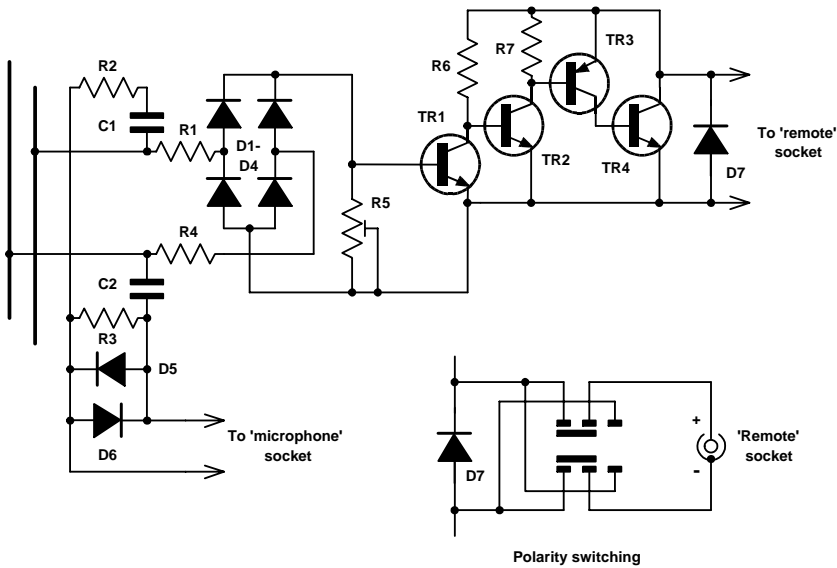 R2
C1
R1
D1-
D4
R4
C2
R3
D5
D6
To 'microphone'
socket
R5
R6
R7
TR1
TR2
TR3
TR4
D7
To 'remote'
socket
D7
+
-
'Remote'
socket
Polarity switching